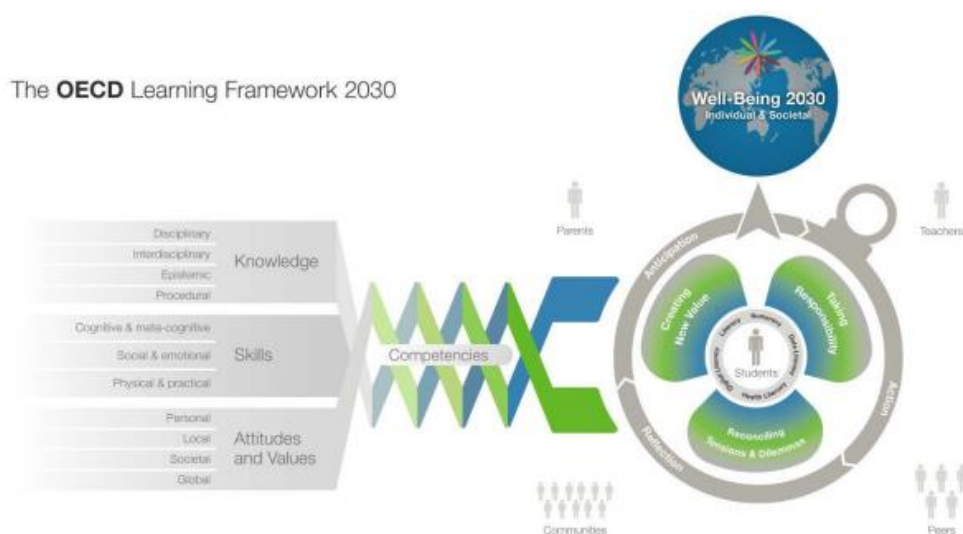 The OECD Learning Framework 2030
Well-Being 2030
Individual & Societal
Parents
Teachers
Disciplinary
Interdisciplinary
Epistemic
Procedural
Knowledge
Cognitive & meta-cognitive
Social & emotional
Physical & practical
Skills
Personal
Local
Societal
Global
Attitudes
and Values
Competencies
Anticipation
Action
Reflection
Creating
New Value
Taking
Responsibility
Reconciling
Tensions & Dilemmas
Literacy
Numeracy
Data Literacy
Health Literacy
Digital Literacy
Students
Communities
Peers